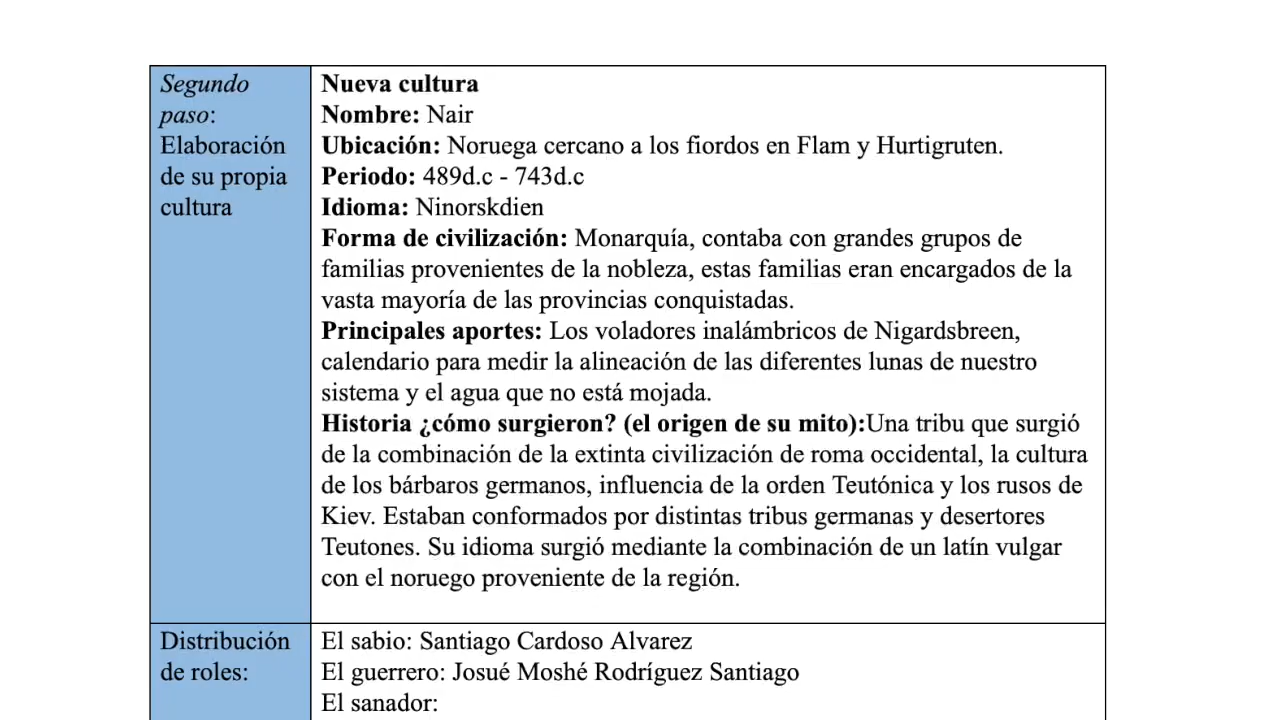 Segundo
paso:
Elaboración
de su propia
cultura
Nueva cultura
Nombre: Nair
Ubicación: Noruega cercano a los fiordos en Flam y Hurtigruten.
Periodo: 489d.c - 743d.c
Idioma: Ninorskdien
Forma de civilización: Monarquía, contaba con grandes grupos de
familias provenientes de la nobleza, estas familias eran encargados de la
vasta mayoría de las provincias conquistadas.
Principales aportes: Los voladores inalámbricos de Nigardsbreen,
calendario para medir la alineación de las diferentes lunas de nuestro
sistema y el agua que no está mojada.
Historia ¿cómo surgieron? (el origen de su mito):Una tribu que surgió
de la combinación de la extinta civilización de roma occidental, la cultura
de los bárbaros germanos, influencia de la orden Teutónica y los rusos de
Kiev. Estaban conformados por distintas tribus germanas y desertores
Teutones. Su idioma surgió mediante la combinación de un latín vulgar
con el noruego proveniente de la región.
Distribución
de roles:
El sabio: Santiago Cardoso Alvarez
El guerrero: Josué Moshé Rodríguez Santiago
El sanador: